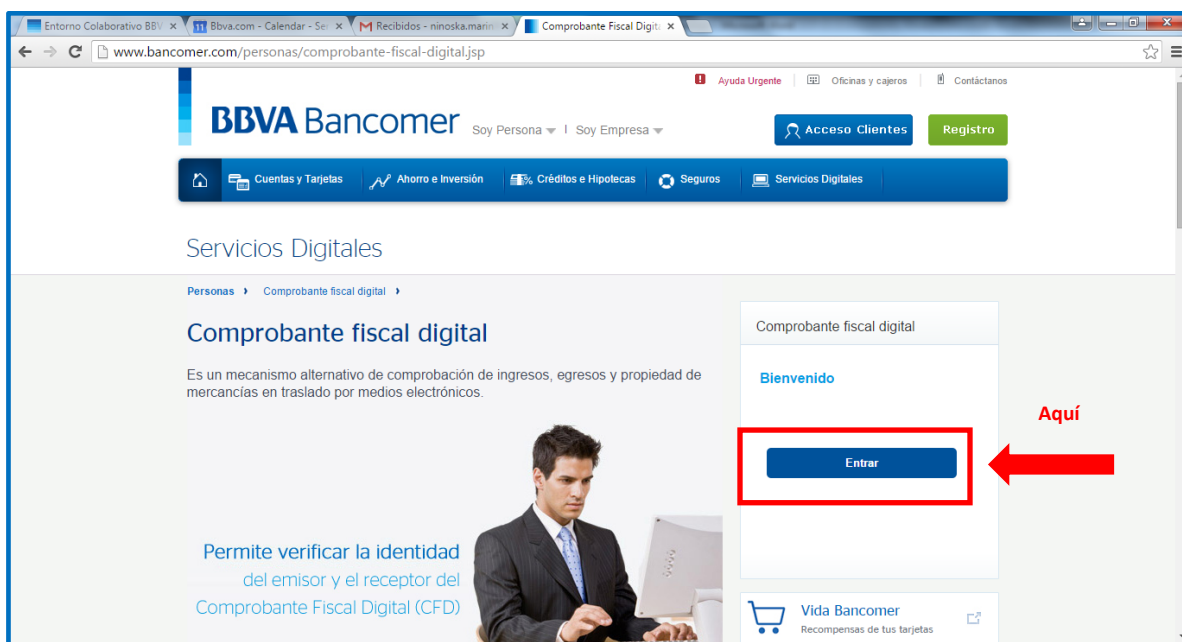 Entorno Colaborativo BBV
Bbva.com - Calendar - Se
Recibidos - ninoska.marin
Comprobante Fiscal Digit
www.bancomer.com/personas/comprobante-fiscal-digital.jsp
Ayuda Urgente
Oficinas y cajeros
Contáctanos
BBVA Bancomer
Soy Persona
Soy Empresa
Acceso Clientes
Registro
Cuentas y Tarjetas
Ahorro e Inversión
Créditos e Hipotecas
Seguros
Servicios Digitales
Servicios Digitales
Personas › Comprobante fiscal digital ›
Comprobante fiscal digital
Es un mecanismo alternativo de comprobación de ingresos, egresos y propiedad de
mercancías en traslado por medios electrónicos.
Permite verificar la identidad
del emisor y el receptor del
Comprobante Fiscal Digital (CFD)
Comprobante fiscal digital
Bienvenido
Entrar
Aquí
Vida Bancomer
Recompensas de tus tarjetas